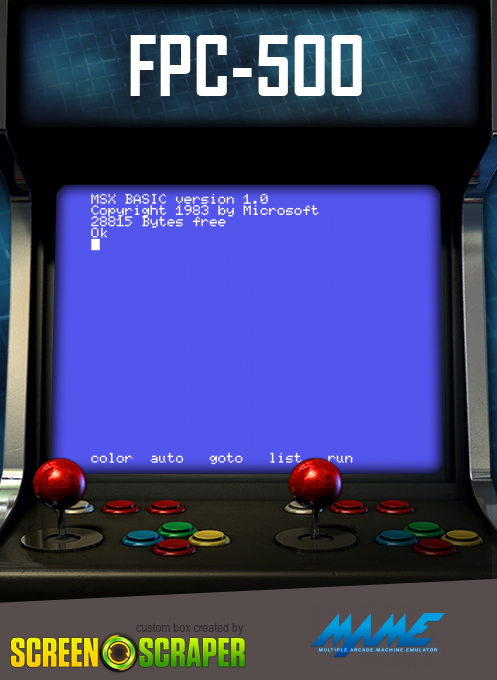 FPC-500
MSX BASIC version 1.0
Copyright 1983 by Microsoft
28815 Bytes free
Ok
color auto goto list run
custom box created by
SCREEN SCRAPER
MAME
MULTIPLE ARCADE MACHINE EMULATOR